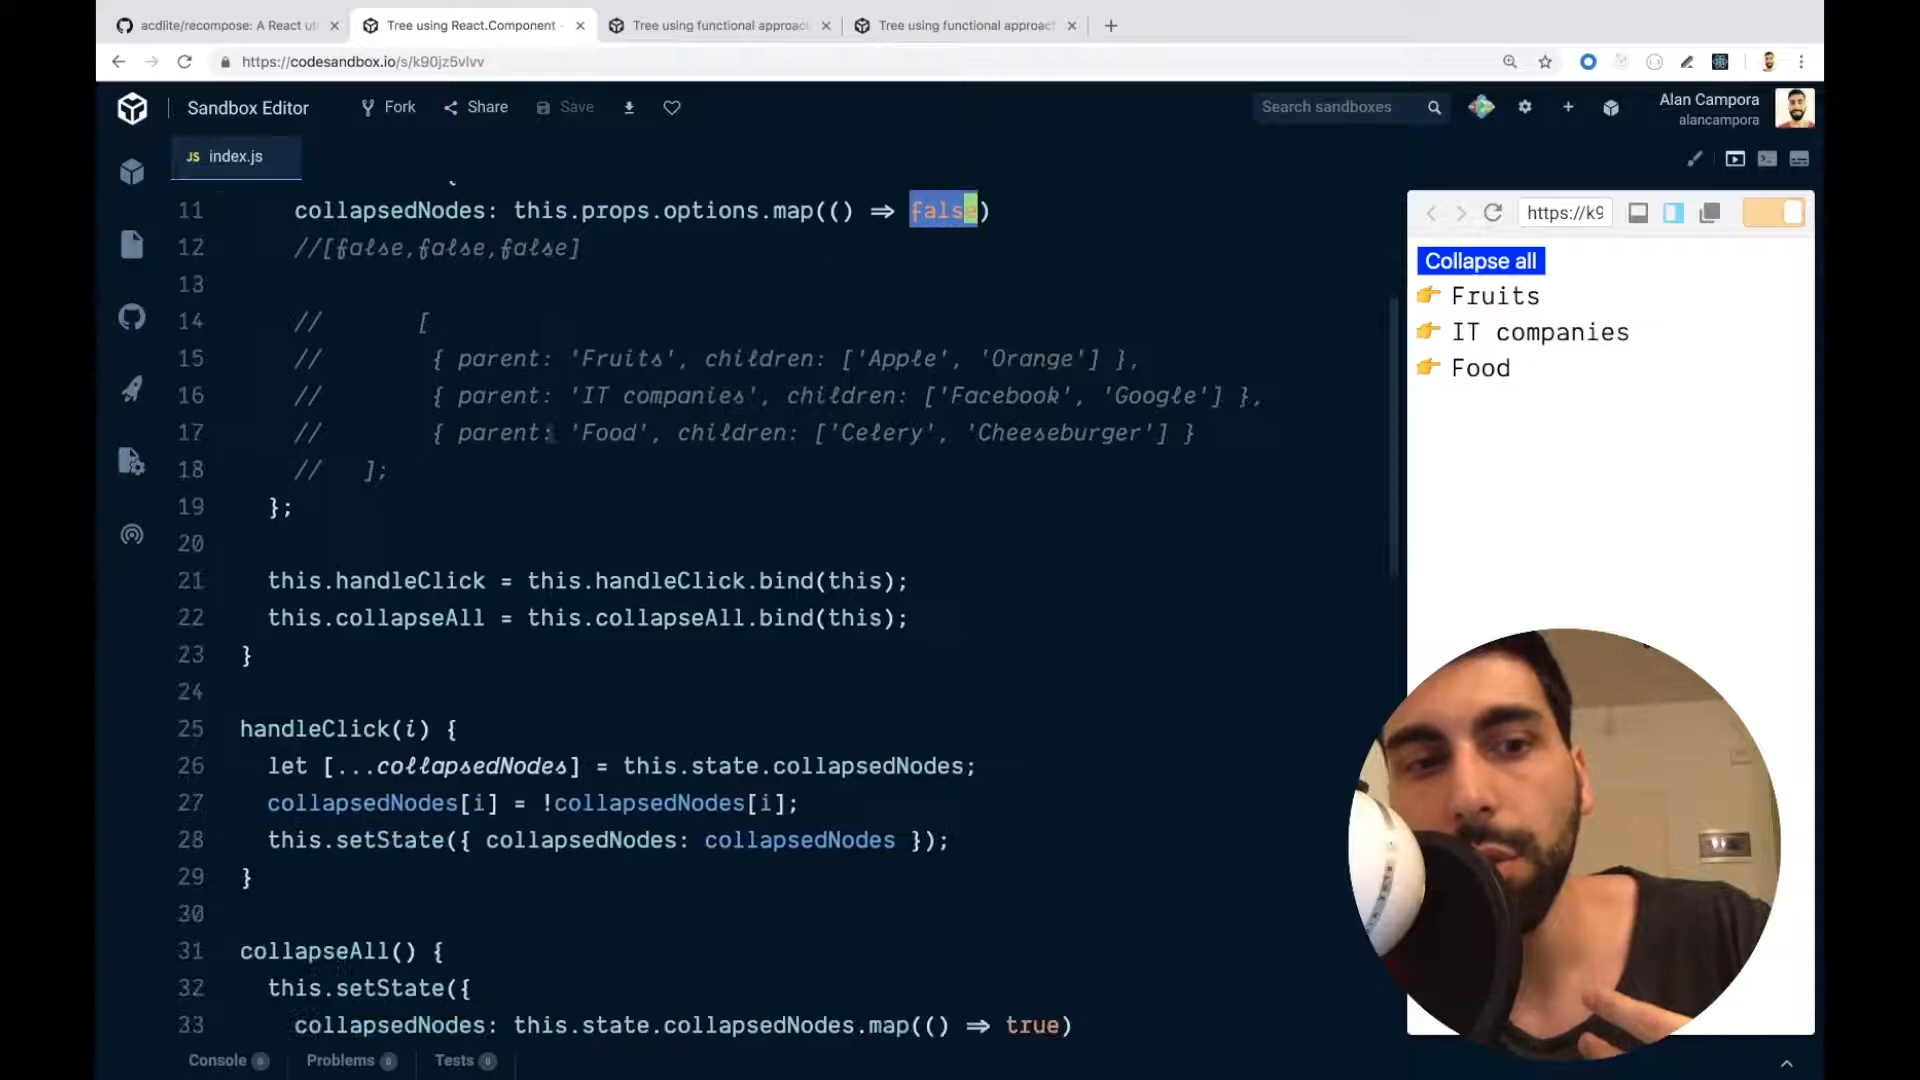 acdlite/recompose: A React ut
Tree using React.Component -
Tree using functional approac
Tree using functional approac
https://codesandbox.io/s/k90jz5vlvv
Sandbox Editor
Fork
Share
Save
Search sandboxes
Alan Campora
alancampora
JS index.js
{
11 collapsedNodes: this.props.options.map(() => false)
12 //[false,false,false]
13
14 // [
15 // { parent: 'Fruits', children: ['Apple', 'Orange'] },
16 // { parent: 'IT companies', children: ['Facebook', 'Google'] },
17 // { parent: 'Food', children: ['Celery', 'Cheeseburger'] }
18 // ];
19 };
20
21 this.handleClick = this.handleClick.bind(this);
22 this.collapseAll = this.collapseAll.bind(this);
23 }
24
25 handleClick(i) {
26 let [...collapsedNodes] = this.state.collapsedNodes;
27 collapsedNodes[i] = !collapsedNodes[i];
28 this.setState({ collapsedNodes: collapsedNodes });
29 }
30
31 collapseAll() {
32 this.setState({
33 collapsedNodes: this.state.collapsedNodes.map(() => true)
Console 0
Problems 0
Tests 0
https://k9
Collapse all
👉 Fruits
👉 IT companies
👉 Food